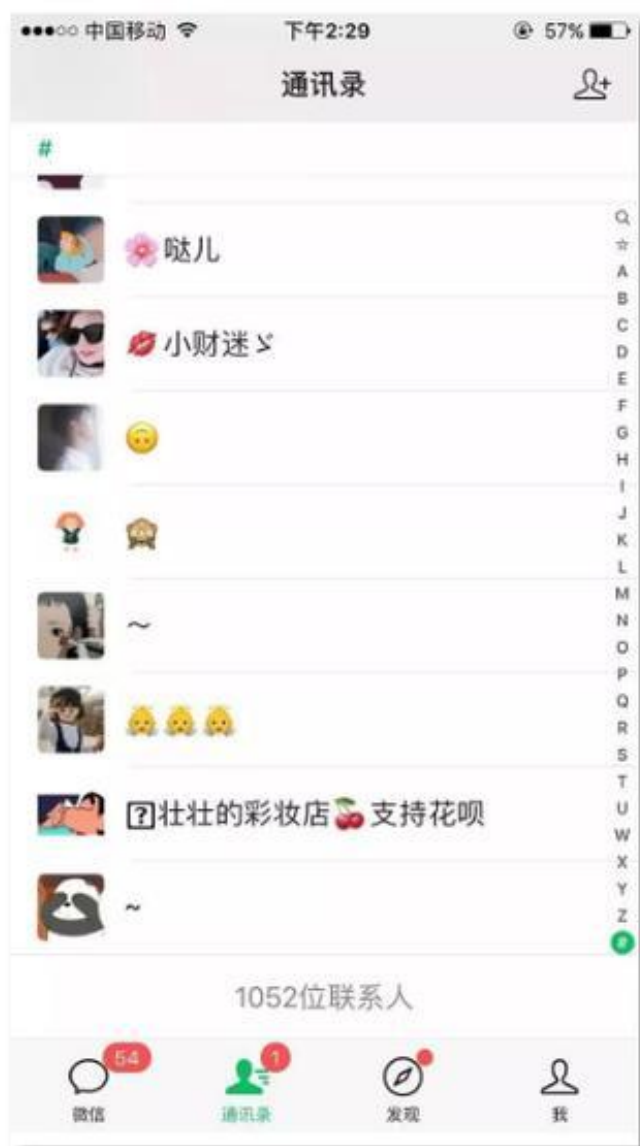 ●●●○○ 中国移动 下午2:29 57%
通讯录
#
🌸哒儿
💋小财迷ゞ
🙃
🙈
～
👶👶👶
⍰壮壮的彩妆店🍒支持花呗
~
A
B
C
D
E
F
G
H
I
J
K
L
M
N
O
P
Q
R
S
T
U
W
X
Y
Z
#
1052位联系人
54 1
微信 通讯录 发现 我